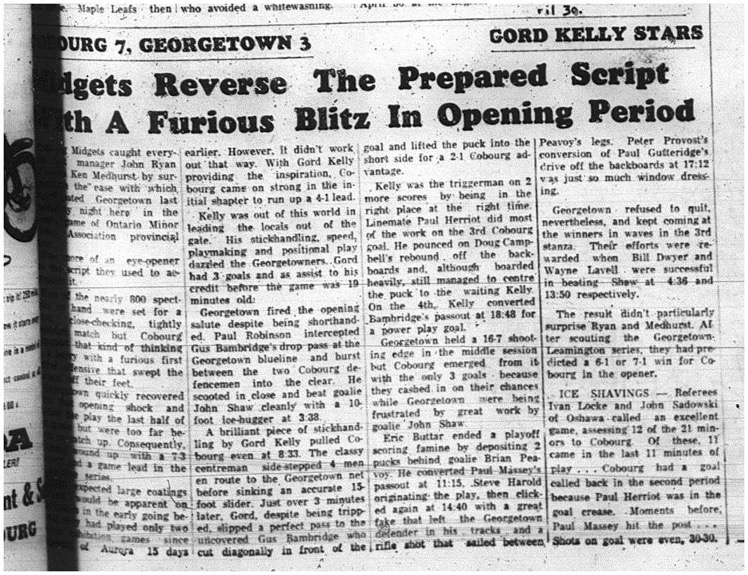 e. Maple Leafs then who avoided a whitewashing.
ril 30.
OBOURG 7, GEORGETOWN 3
GORD KELLY STARS
idgets Reverse The Prepared Script
th A Furious Blitz In Opening Period
Midgets caught every-
manager John Ryan
Ken Medhurst by sur-
the ease with which
ated Georgetown last
y night here in the
ame of Ontario Minor
Association provincial
ore of an eye-opener
script they used to ac-
it.
the nearly 800 spect-
hand were set for a
close-checking, tightly
match but Cobourg
that kind of thinking
y with a furious first
ensive that swept the
ff their feet.
own quickly recovered
opening shock and
play the last half of
but were too far be-
atch up. Consequently,
ound up with a 7-3
d a game lead in the
series.
expected large coatings
would be apparent on
in the early going be-
had played only two
hibition games since
of Aurora 15 days
earlier. However, it didn't work
out that way. With Gord Kelly
providing the inspiration, Co-
bourg came on strong in the in-
itial shapter to run up a 4-1 lead.
Kelly was out of this world in
leading the locals out of the
gate. His stickhandling, speed,
playmaking and positional play
dazzled the Georgetowners. Gord
had 3 goals and as assist to his
credit before the game was 19
minutes old:
Georgetown fired the opening
salute despite being shorthand-
ed. Paul Robinson intercepted
Gus Bambridge's drop pass at the
Georgetown blueline and burst
between the two Cobourg de-
fencemen into the clear. He
scooted in close and beat goalie
John Shaw cleanly with a 10-
foot ice-hugger at 3:38.
A brilliant piece of stickhand-
ling by Gord Kelly pulled Co-
bourg even at 8:33. The classy
centreman side-stepped 4 men
en route to the Georgetown net
before sinking an accurate 15-
foot slider. Just over 3 minutes
later, Gord, despite being tripp-
ed, slipped a perfect pass to the
uncovered Gus Bambridge who
cut diagonally in front of the
goal and lifted the puck into the
short side for a 2-1 Cobourg ad-
vantage.
Kelly was the triggerman on 2
more scores by being in the
right place at the right time.
Linemate Paul Herriot did most
of the work on the 3rd Cobourg
goal. He pounced on Doug Camp-
bell's rebound off the back-
boards and, although boarded
heavily, still managed to centre
the puck to the waiting Kelly.
On the 4th, Kelly converted
Bambridge's passout at 18:48 for
a power play goal.
Georgetown held a 16-7 shoot-
ing edge in the middle session
but Cobourg emerged from it
with the only 3 goals because
they cashed in on their chances
while Georgetown were being
frustrated by great work by
goalie John Shaw.
Eric Buttar ended a playoff
scoring famine by depositing 2
pucks behind goalie Brian Pea-
voy. He converted Paul Massey's
passout at 11:15, Steve Harold
originating the play, then click-
ed again at 14:40 with a great
fake that left the Georgetown
defender in his tracks and a
rifle shot that sailed between
Peavoy's legs. Peter Provost's
conversion of Paul Gutteridge's
drive off the backboards at 17:12
was just so much window dress-
ing.
Georgetown refused to quit,
nevertheless, and kept coming at
the winners in waves in the 3rd
stanza. Their efforts were re-
warded when Bill Dwyer and
Wayne Lavell were successful
in beating Shaw at 4:36 and
13:50 respectively.
The result didn't particularly
surprise Ryan and Medhurst. Af
ter scouting the Georgetown-
Leamington series, they had pre-
dicted a 6-1 or 7-1 win for Co-
bourg in the opener.
ICE SHAVINGS — Referees
Ivan Locke and John Sadowski
of Oshawa called an excellent
game, assessing 12 of the 21 min-
ors to Cobourg. Of these, 11
came in the last 11 minutes of
play . . . Cobourg had a goal
called back in the second period
because Paul Herriot was in the
goal crease. Moments before,
Paul Massey hit the post . . .
Shots on goal were even, 30-30.